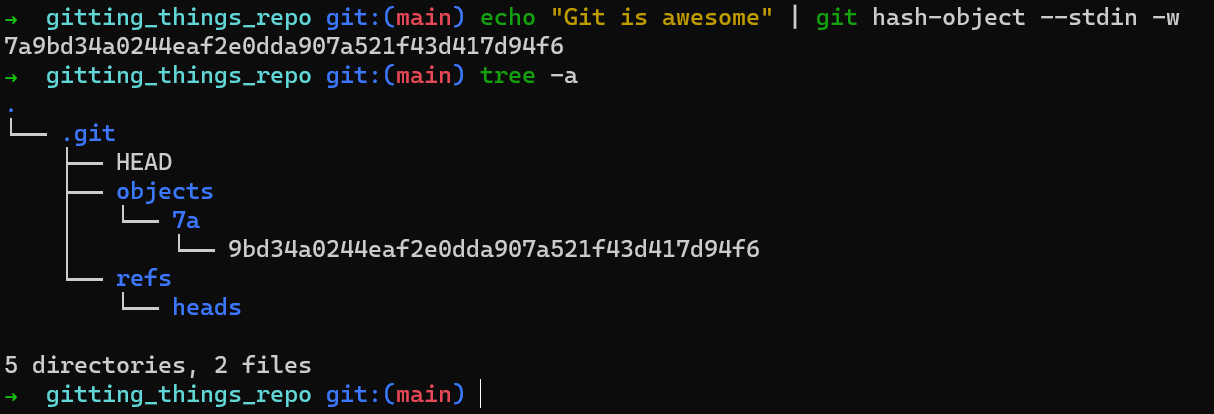 →  gitting_things_repo git:(main) echo "Git is awesome" | git hash-object --stdin -w
7a9bd34a0244eaf2e0dda907a521f43d417d94f6
→  gitting_things_repo git:(main) tree -a
.
└── .git
    ├── HEAD
    ├── objects
    │   └── 7a
    │       └── 9bd34a0244eaf2e0dda907a521f43d417d94f6
    └── refs
        └── heads

5 directories, 2 files
→  gitting_things_repo git:(main)